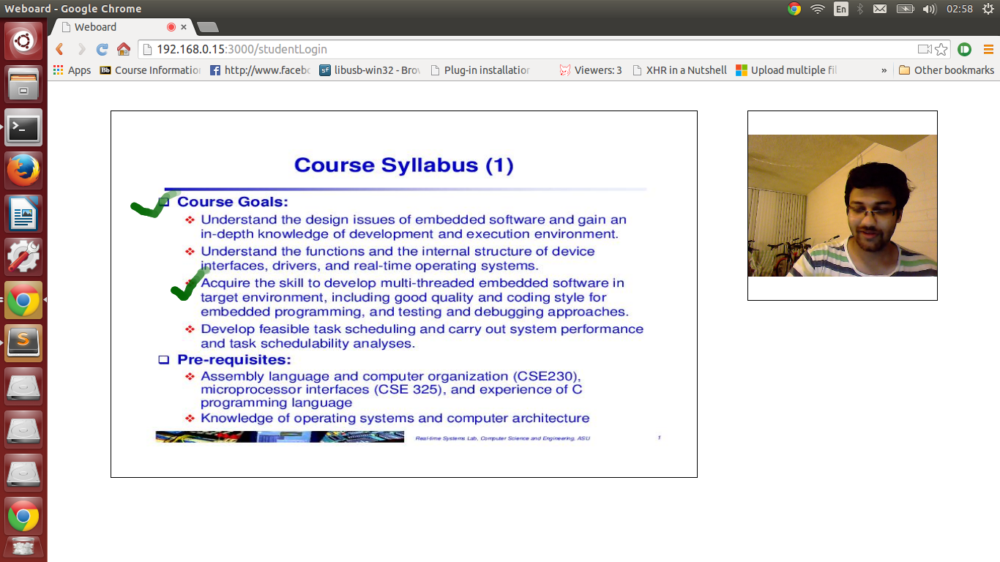 Weboard - Google Chrome
En
02:58
Weboard
192.168.0.15:3000/studentLogin
Apps
Bb Course Information
http://www.facebc
sf libusb-win32 - Brov
Plug-in installation
Viewers: 3
XHR in a Nutshell
Upload multiple fil
»
Other bookmarks
Course Syllabus (1)
Course Goals:
Understand the design issues of embedded software and gain an
in-depth knowledge of development and execution environment.
Understand the functions and the internal structure of device
interfaces, drivers, and real-time operating systems.
Acquire the skill to develop multi-threaded embedded software in
target environment, including good quality and coding style for
embedded programming, and testing and debugging approaches.
Develop feasible task scheduling and carry out system performance
and task schedulability analyses.
Pre-requisites:
Assembly language and computer organization (CSE230),
microprocessor interfaces (CSE 325), and experience of C
programming language
Knowledge of operating systems and computer architecture
Real-time Systems Lab, Computer Science and Engineering, ASU
1